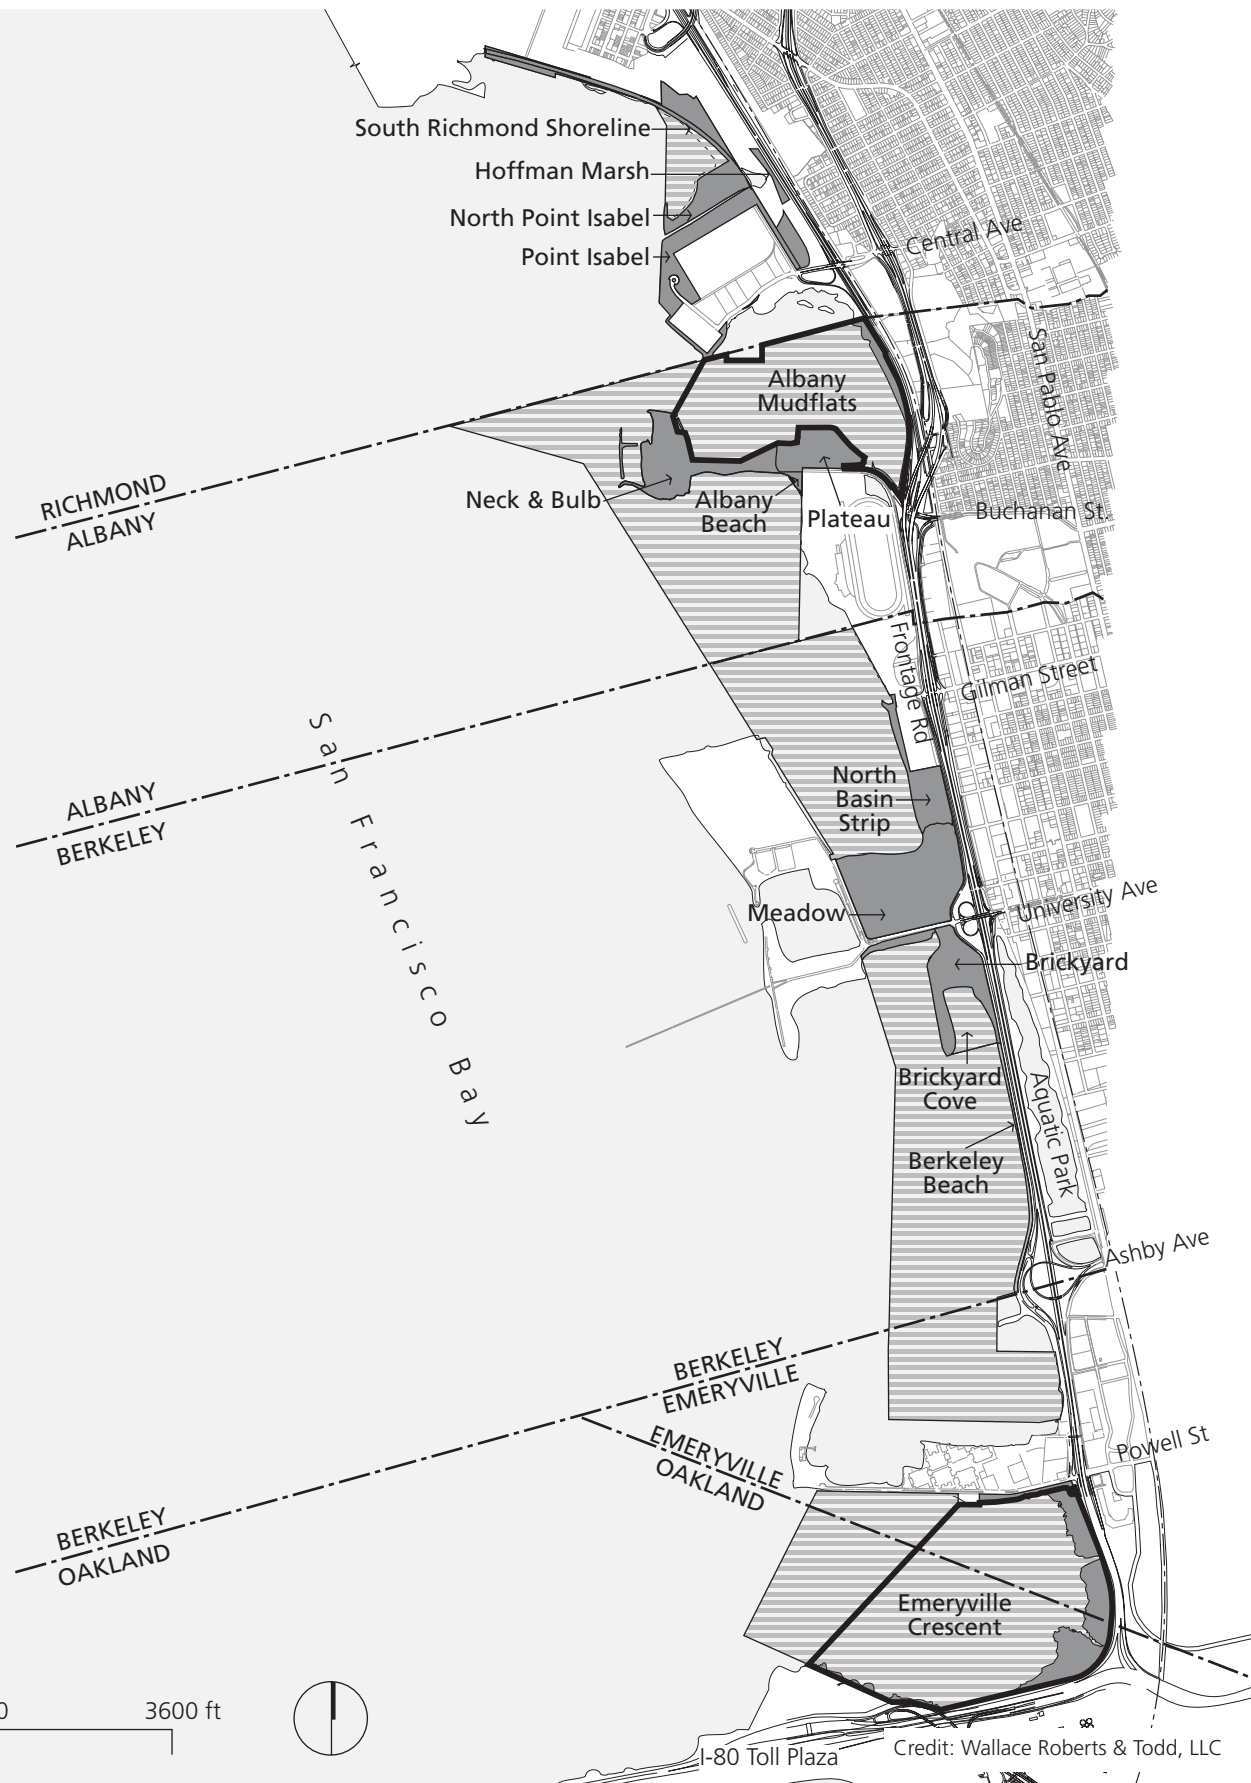 South Richmond Shoreline
Hoffman Marsh
North Point Isabel
Central Ave
Point Isabel
San Pablo Ave
Albany
Mudflats
RICHMOND
ALBANY
Neck & Bulb
Albany
Beach
Plateau
Buchanan St.
Frontage Rd
Gilman Street
San Francisco Bay
ALBANY
BERKELEY
North
Basin
Strip
University Ave
Meadow
Brickyard
Brickyard
Cove
Aquatic Park
Berkeley
Beach
Ashby Ave
BERKELEY
EMERYVILLE
EMERYVILLE
OAKLAND
Powell St
BERKELEY
OAKLAND
Emeryville
Crescent
0
3600 ft
I-80 Toll Plaza
Credit: Wallace Roberts & Todd, LLC